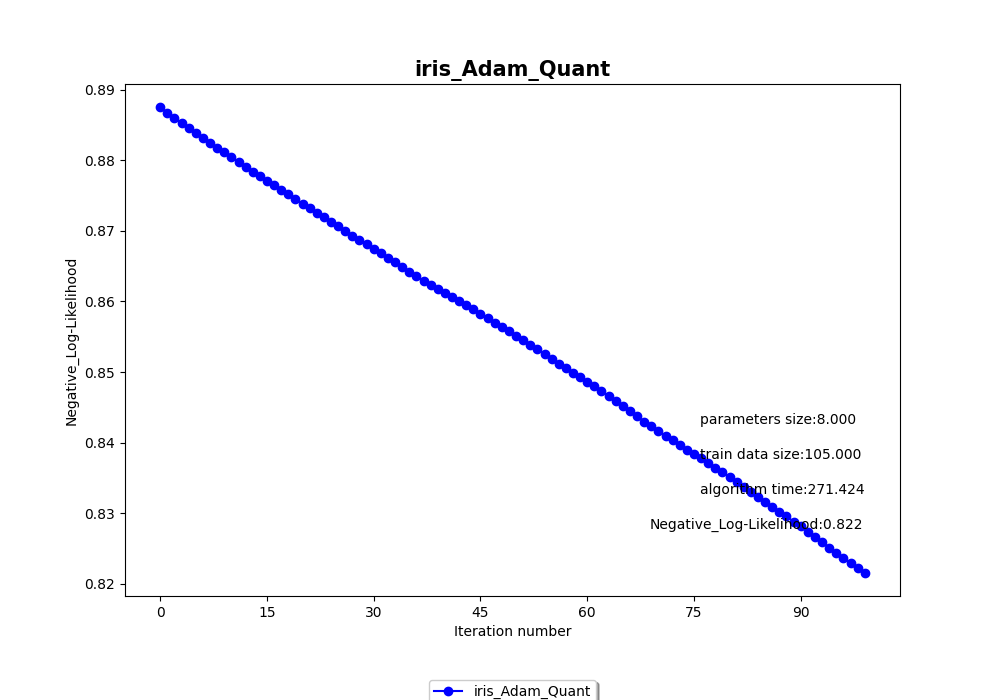 iris_Adam_Quant
0.89
0.88
0.87
0.86
0.85
0.84
0.83
0.82
Negative_Log-Likelihood
parameters size:8.000
train data size:105.000
algorithm time:271.424
Negative_Log-Likelihood:0.822
0 15 30 45 60 75 90
Iteration number
iris_Adam_Quant